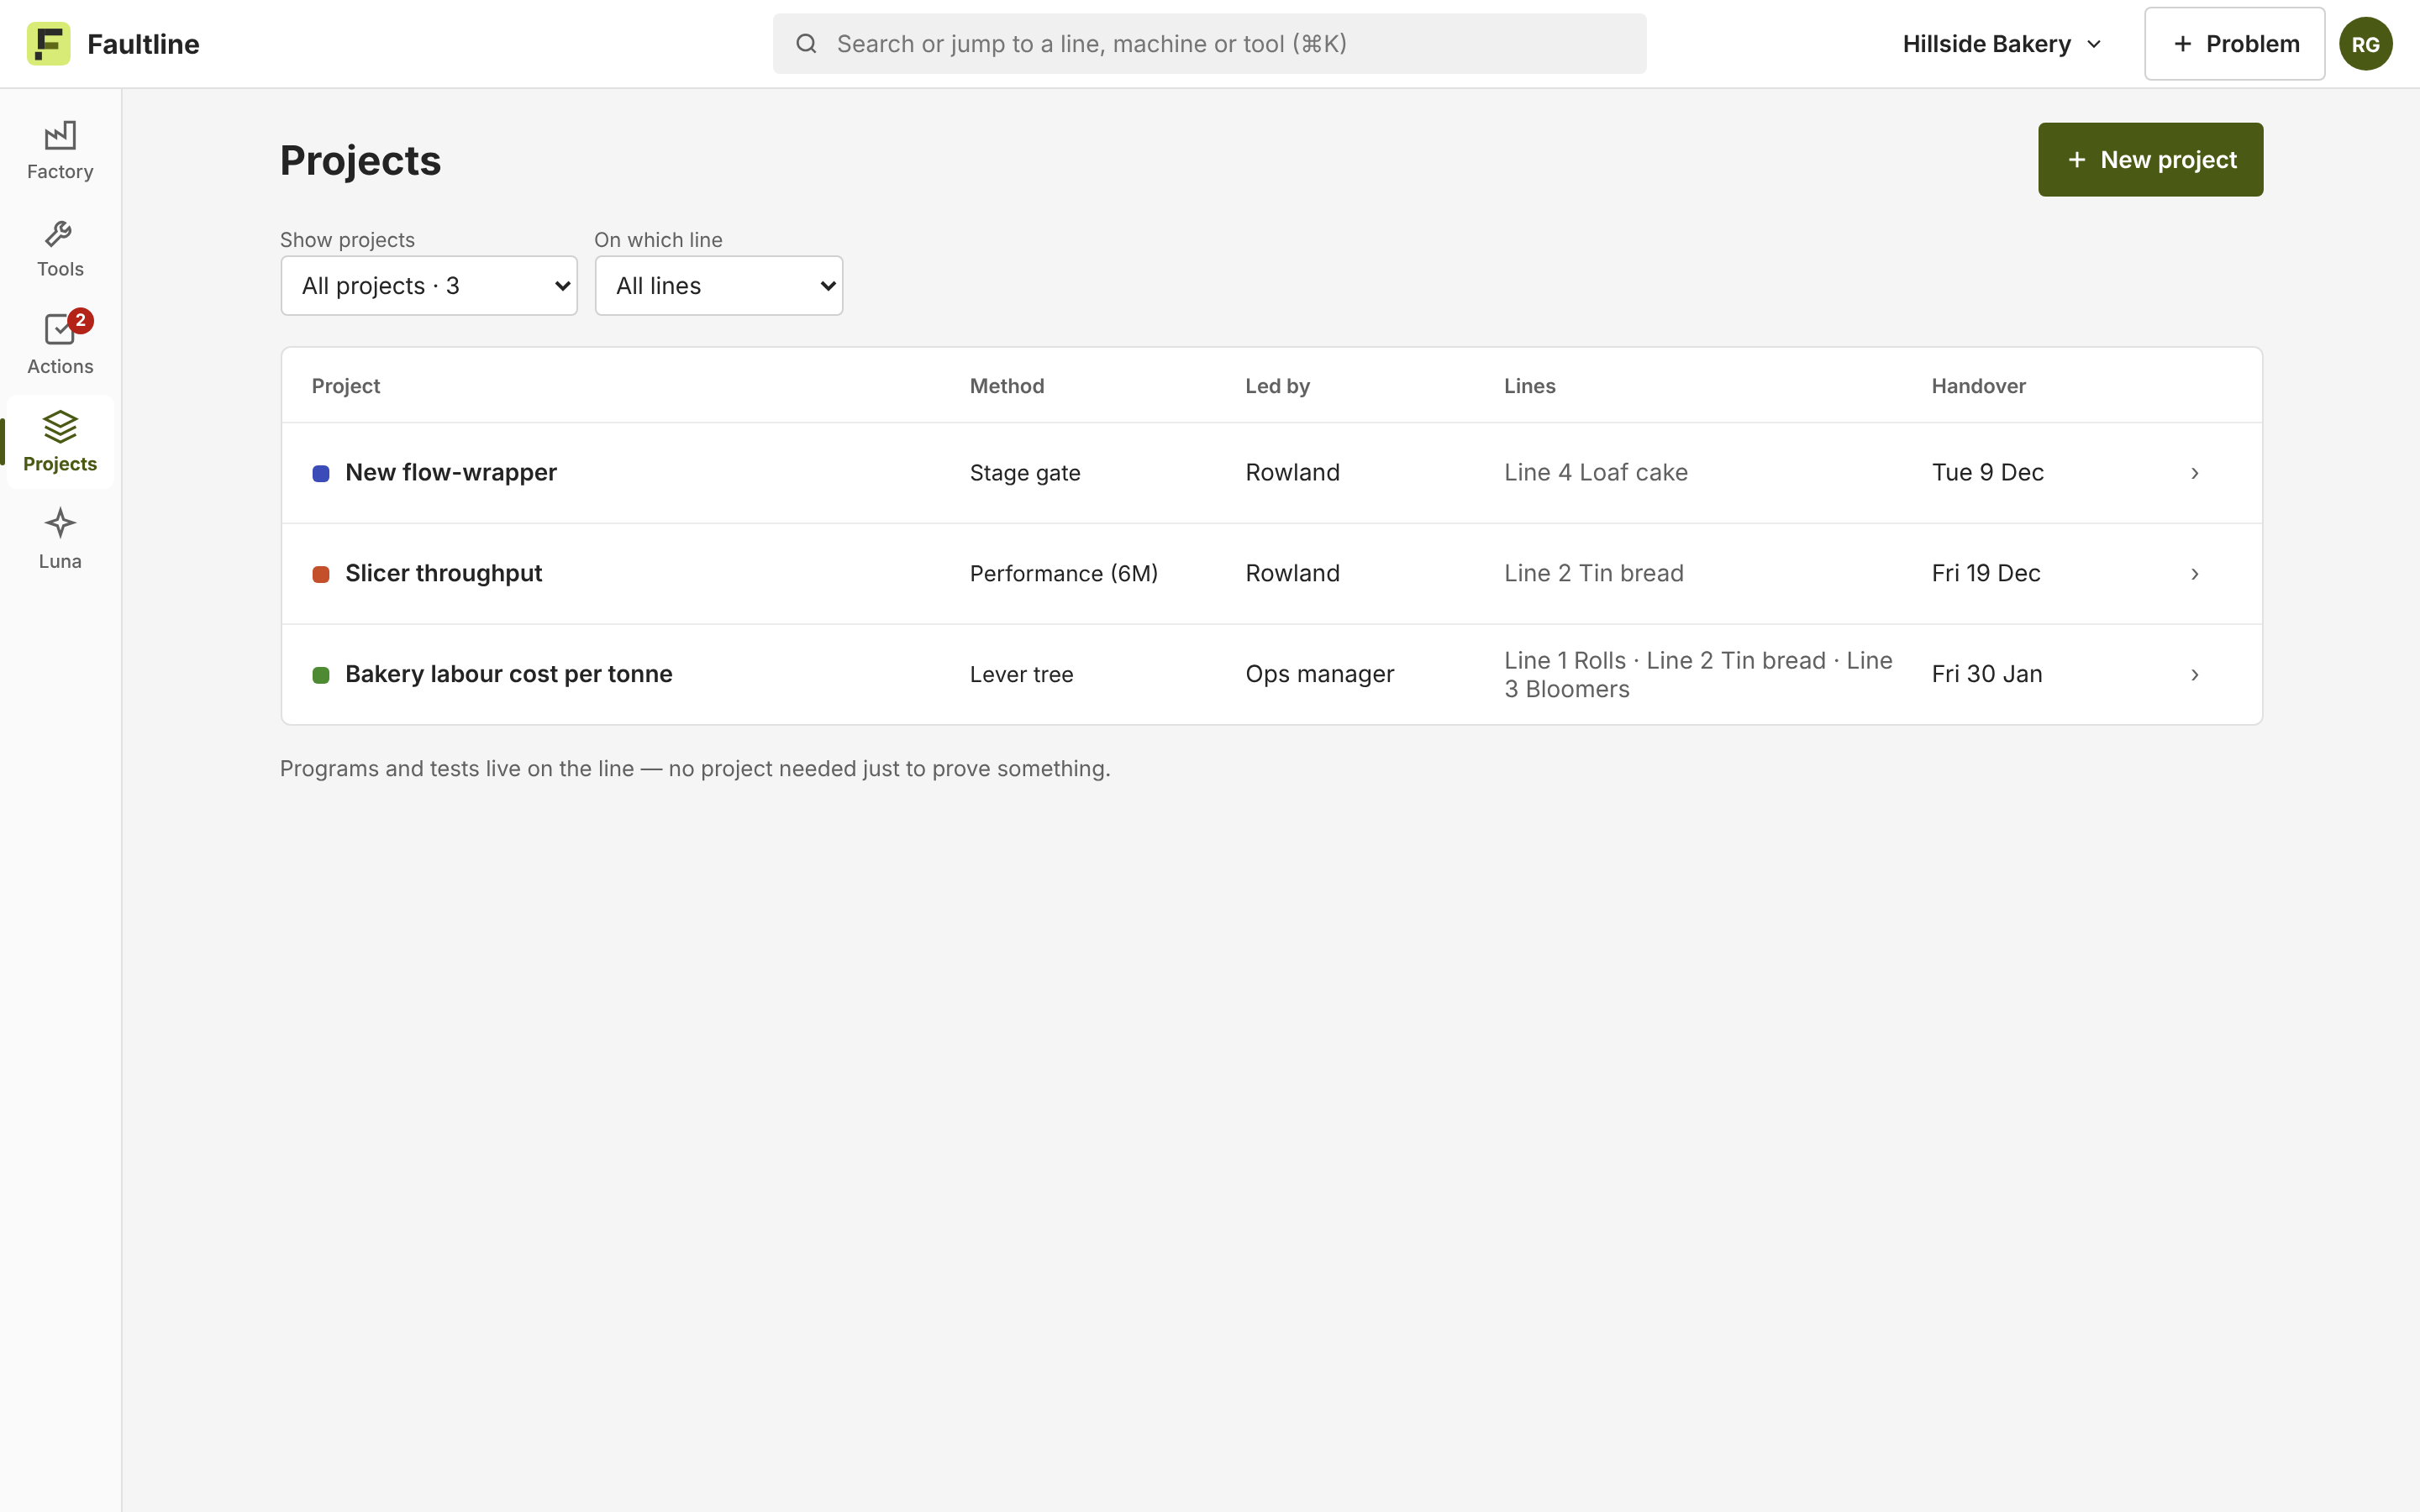 Faultline
Search or jump to a line, machine or tool (⌘K)
Hillside Bakery
+ Problem
RG
Factory
Tools
2
Actions
Projects
Luna
Projects
+ New project
Show projects
On which line
All projects · 3
All lines
Project Method Led by Lines Handover
New flow-wrapper Stage gate Rowland Line 4 Loaf cake Tue 9 Dec ›
Slicer throughput Performance (6M) Rowland Line 2 Tin bread Fri 19 Dec ›
Bakery labour cost per tonne Lever tree Ops manager Line 1 Rolls · Line 2 Tin bread · Line
3 Bloomers Fri 30 Jan ›
Programs and tests live on the line — no project needed just to prove something.